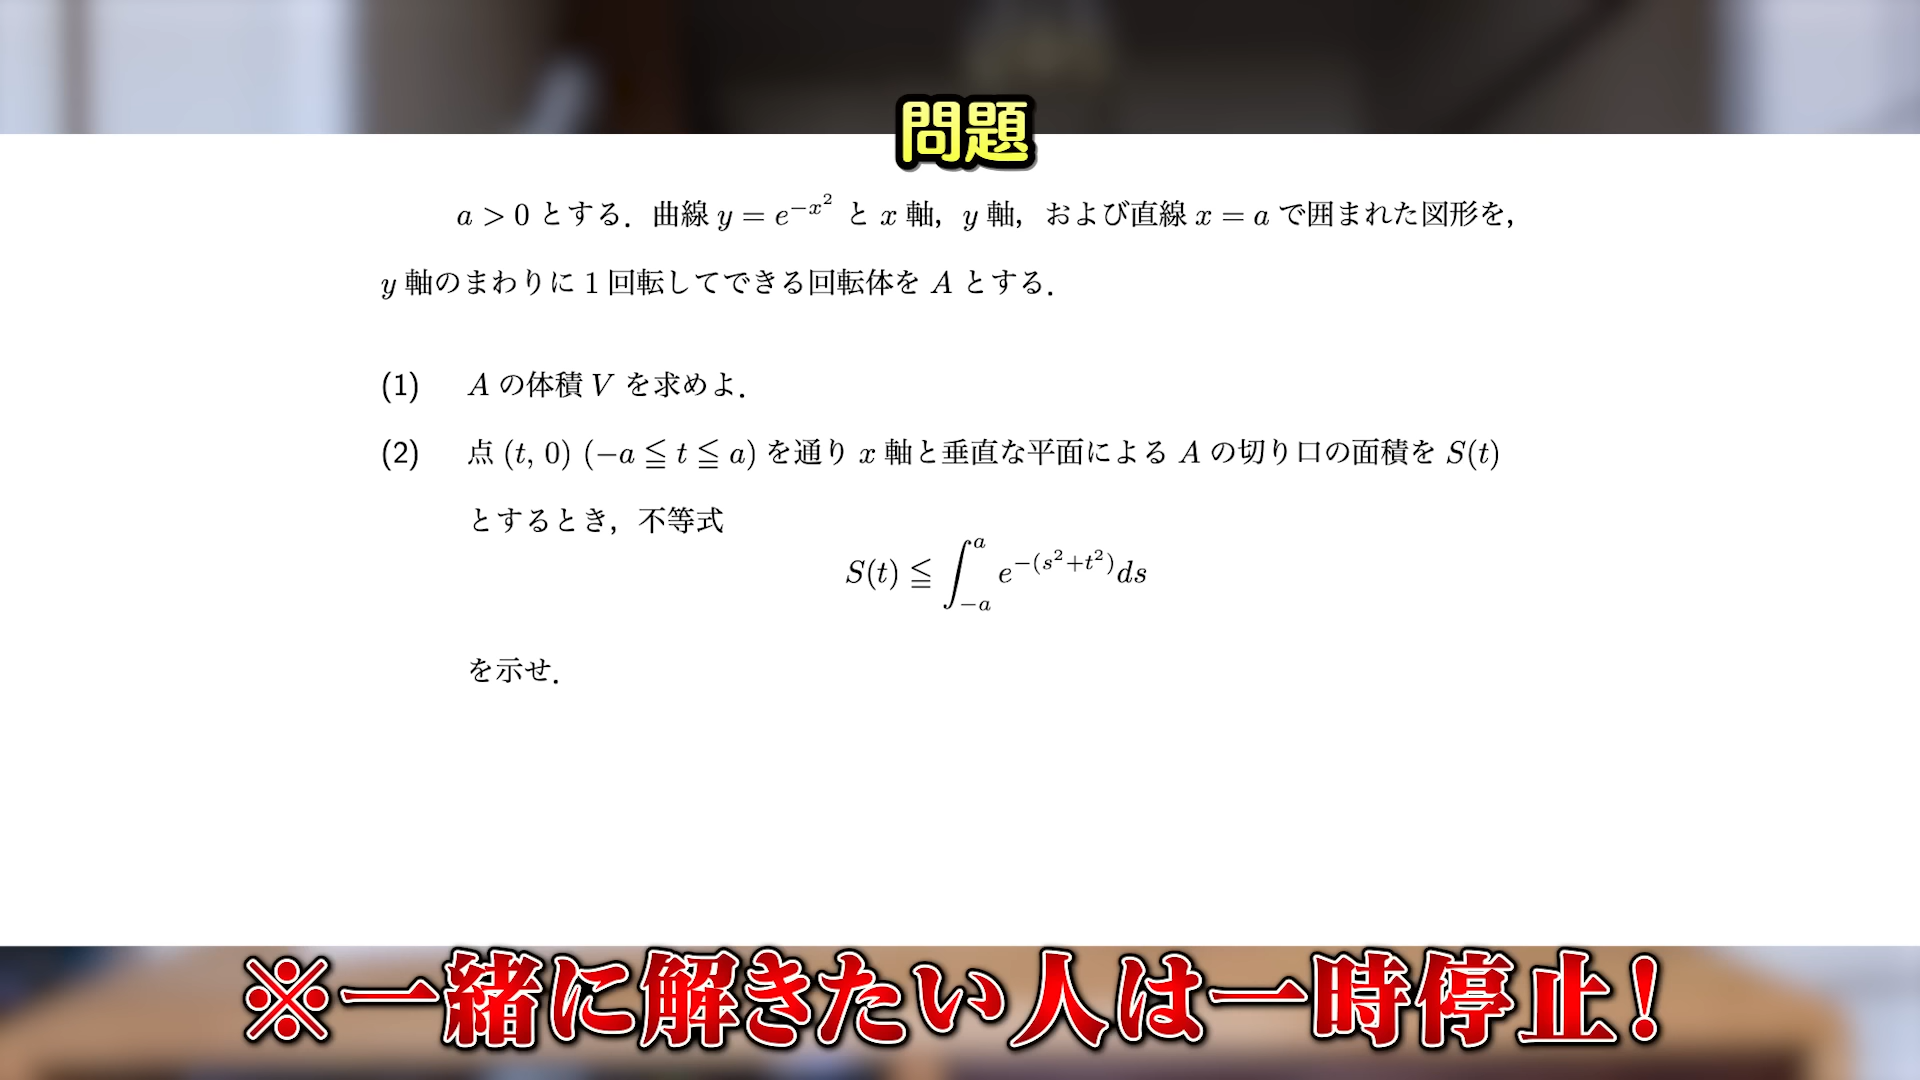 問題
a > 0 とする．曲線 y = e^{-x^2} と x 軸，y 軸，および直線 x = a で囲まれた図形を，
y 軸のまわりに 1 回転してできる回転体を A とする．
(1) A の体積 V を求めよ．
(2) 点 (t, 0) (−a ≦ t ≦ a) を通り x 軸と垂直な平面による A の切り口の面積を S(t)
とするとき，不等式
S(t) ≦ ∫_{-a}^{a} e^{-(s^2+t^2)} ds
を示せ．
※一緒に解きたい人は一時停止！